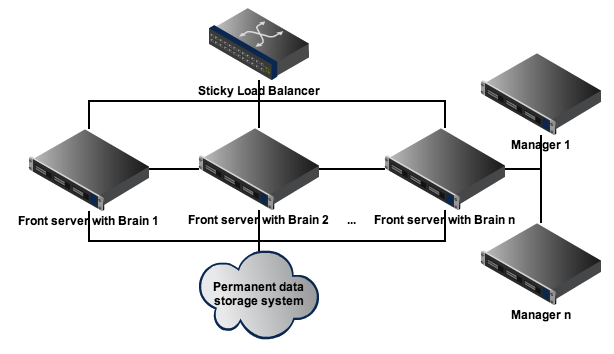 Sticky Load Balancer
Manager 1
Front server with Brain 1
Front server with Brain 2
...
Front server with Brain n
Permanent data
storage system
Manager n